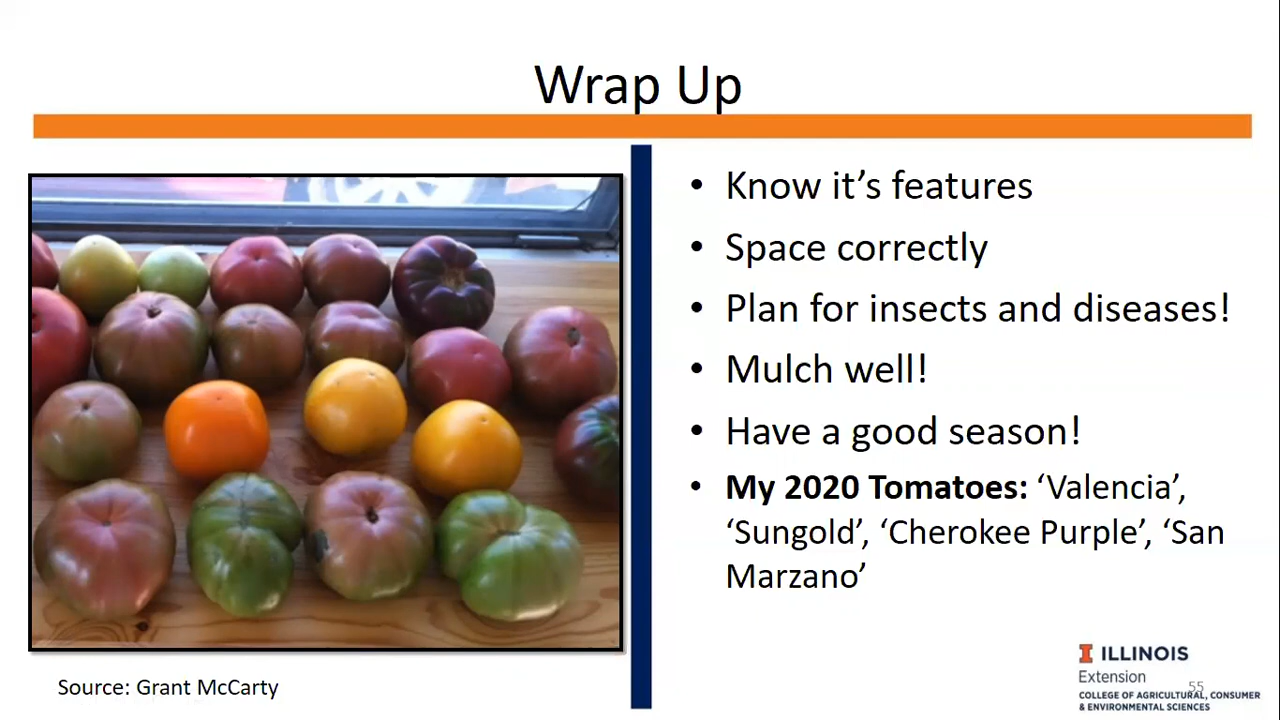 Wrap Up
• Know it’s features
• Space correctly
• Plan for insects and diseases!
• Mulch well!
• Have a good season!
• My 2020 Tomatoes: ‘Valencia’,
‘Sungold’, ‘Cherokee Purple’, ‘San
Marzano’
Source: Grant McCarty
I ILLINOIS
Extension
55
COLLEGE OF AGRICULTURAL, CONSUMER
& ENVIRONMENTAL SCIENCES